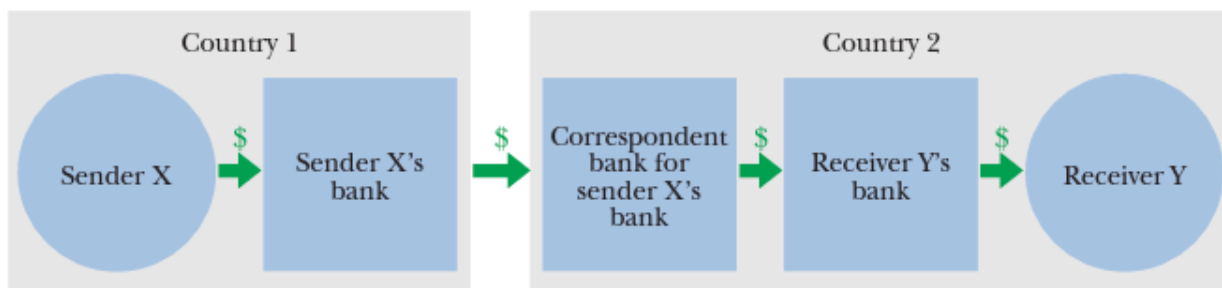 Country 1
Country 2
Sender X
$
Sender X's
bank
$
Correspondent
bank for
sender X's
bank
$
Receiver Y's
bank
$
Receiver Y